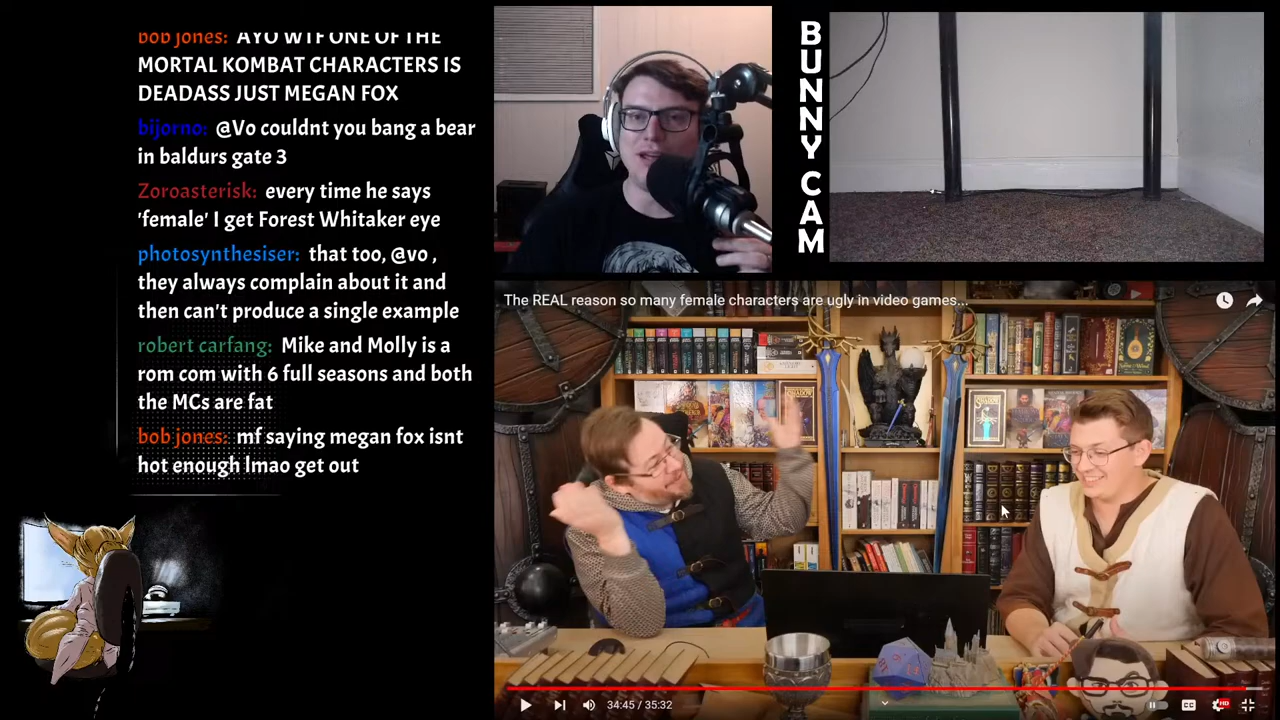 bob jones: AYO WTF ONE OF THE
MORTAL KOMBAT CHARACTERS IS
DEADASS JUST MEGAN FOX
bijorno: @Vo couldnt you bang a bear
in baldurs gate 3
Zoroasterisk: every time he says
'female' I get Forest Whitaker eye
photosynthesiser: that too, @vo ,
they always complain about it and
then can't produce a single example
robert carfang: Mike and Molly is a
rom com with 6 full seasons and both
the MCs are fat
bob jones: mf saying megan fox isnt
hot enough lmao get out
BUNNY CAM
The REAL reason so many female characters are ugly in video games...
34:45 / 35:32
CC
HD